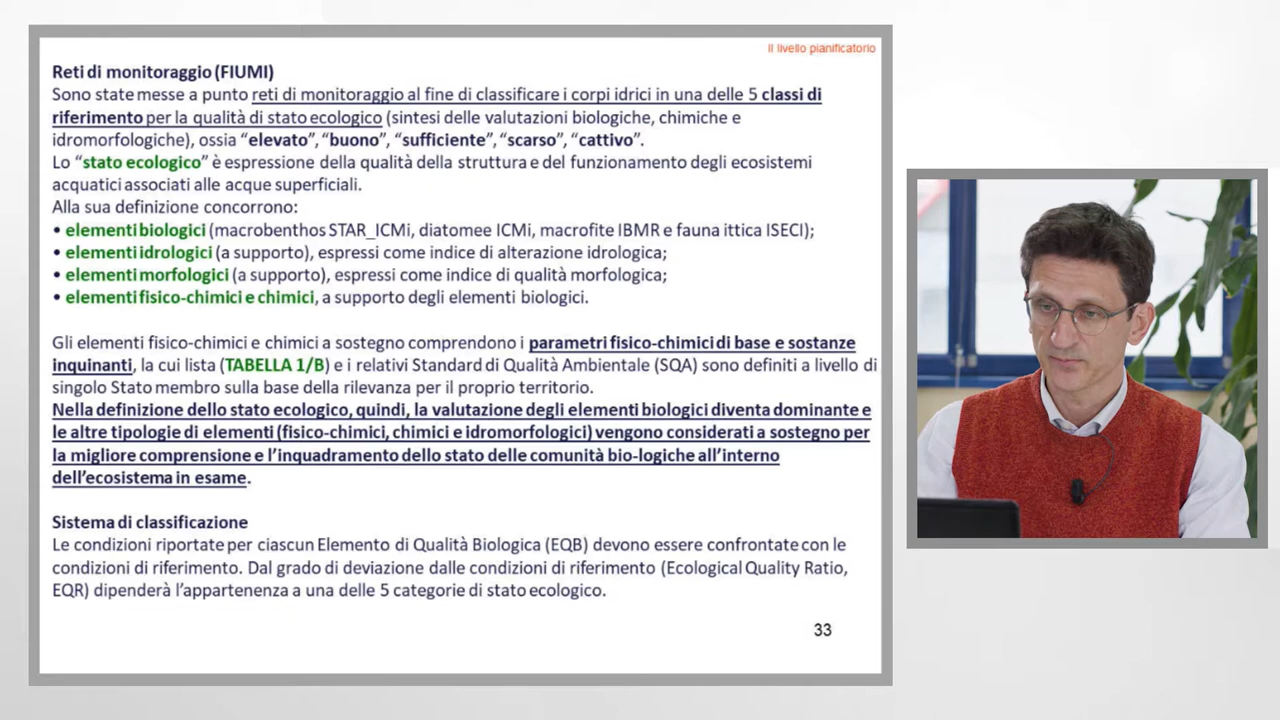 Il livello pianificatorio
Reti di monitoraggio (FIUMI)
Sono state messe a punto reti di monitoraggio al fine di classificare i corpi idrici in una delle 5 classi di
riferimento per la qualità di stato ecologico (sintesi delle valutazioni biologiche, chimiche e
idromorfologiche), ossia “elevato”, “buono”, “sufficiente”, “scarso”, “cattivo”.
Lo “stato ecologico” è espressione della qualità della struttura e del funzionamento degli ecosistemi
acquatici associati alle acque superficiali.
Alla sua definizione concorrono:
• elementi biologici (macrobenthos STAR_ICMi, diatomee ICMi, macrofite IBMR e fauna ittica ISECI);
• elementi idrologici (a supporto), espressi come indice di alterazione idrologica;
• elementi morfologici (a supporto), espressi come indice di qualità morfologica;
• elementi fisico-chimici e chimici, a supporto degli elementi biologici.
Gli elementi fisico-chimici e chimici a sostegno comprendono i parametri fisico-chimici di base e sostanze
inquinanti, la cui lista (TABELLA 1/B) e i relativi Standard di Qualità Ambientale (SQA) sono definiti a livello di
singolo Stato membro sulla base della rilevanza per il proprio territorio.
Nella definizione dello stato ecologico, quindi, la valutazione degli elementi biologici diventa dominante e
le altre tipologie di elementi (fisico-chimici, chimici e idromorfologici) vengono considerati a sostegno per
la migliore comprensione e l’inquadramento dello stato delle comunità bio-logiche all’interno
dell’ecosistema in esame.
Sistema di classificazione
Le condizioni riportate per ciascun Elemento di Qualità Biologica (EQB) devono essere confrontate con le
condizioni di riferimento. Dal grado di deviazione dalle condizioni di riferimento (Ecological Quality Ratio,
EQR) dipenderà l’appartenenza a una delle 5 categorie di stato ecologico.
33